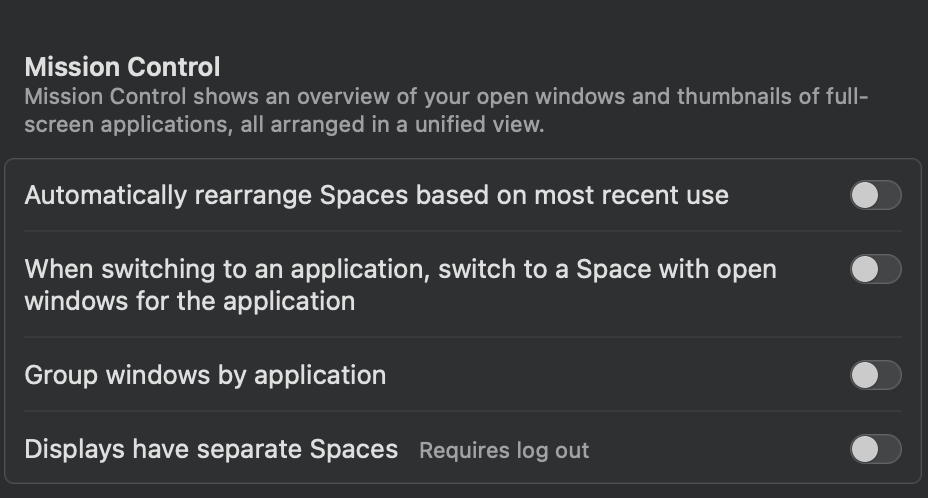 Mission Control
Mission Control shows an overview of your open windows and thumbnails of full-
screen applications, all arranged in a unified view.
Automatically rearrange Spaces based on most recent use
When switching to an application, switch to a Space with open
windows for the application
Group windows by application
Displays have separate Spaces Requires log out